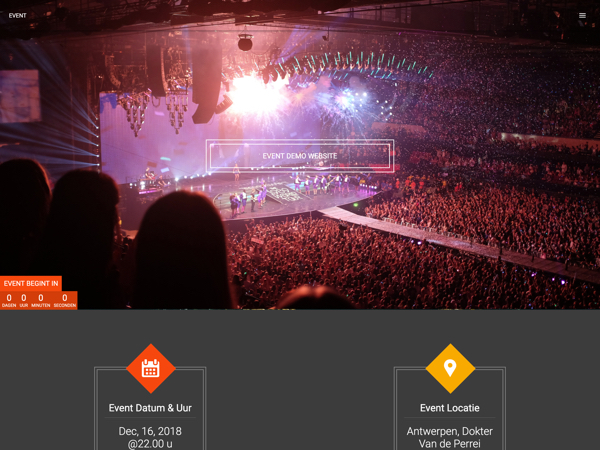 EVENT
EVENT DEMO WEBSITE
EVENT BEGINT IN
0 0 0 0
DAGEN UUR MINUTEN SECONDEN
Event Datum & Uur
Dec, 16, 2018
@22.00 u
Event Locatie
Antwerpen, Dokter
Van de Perrei